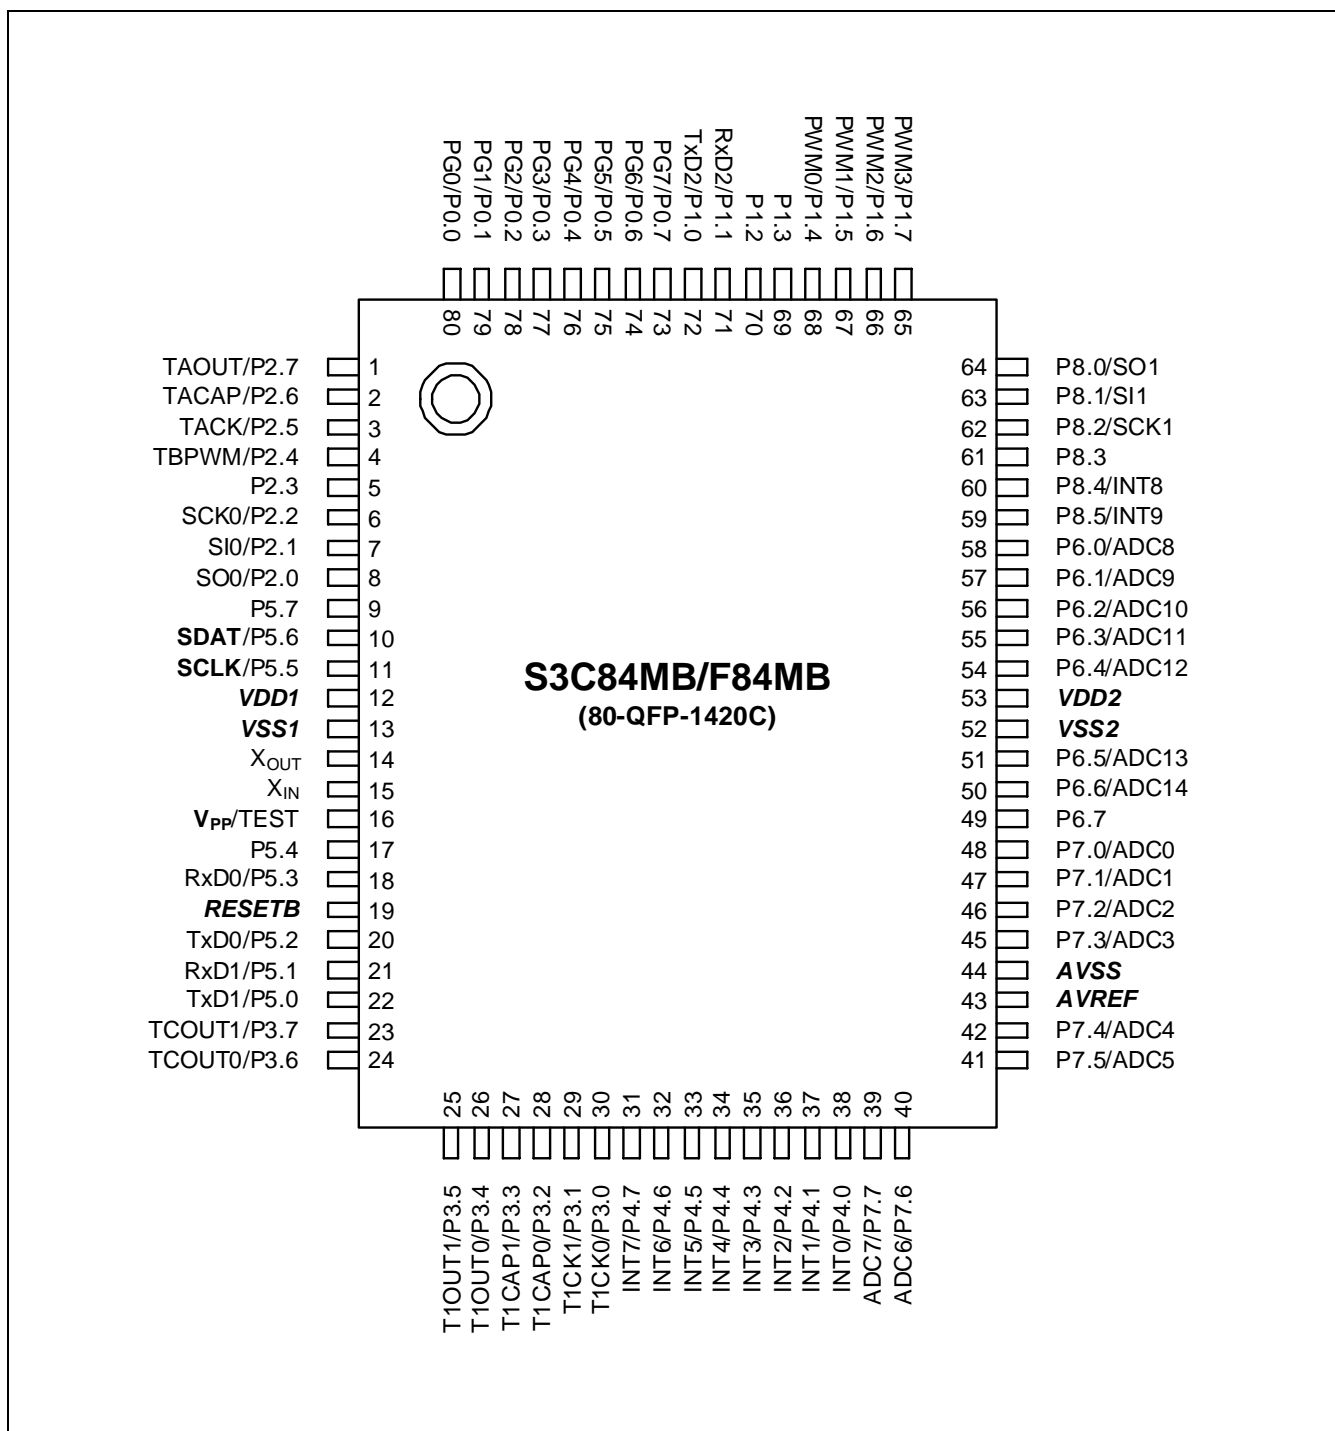 PG0/P0.0
PG1/P0.1
PG2/P0.2
PG3/P0.3
PG4/P0.4
PG5/P0.5
PG6/P0.6
PG7/P0.7
TxD2/P1.0
RxD2/P1.1
P1.2
P1.3
PWM0/P1.4
PWM1/P1.5
PWM2/P1.6
PWM3/P1.7
80
79
78
77
76
75
74
73
72
71
70
69
68
67
66
65
TAOUT/P2.7 1
TACAP/P2.6 2
TACK/P2.5 3
TBPWM/P2.4 4
P2.3 5
SCK0/P2.2 6
SI0/P2.1 7
SO0/P2.0 8
P5.7 9
SDAT/P5.6 10
SCLK/P5.5 11
VDD1 12
VSS1 13
XOUT 14
XIN 15
VPP/TEST 16
P5.4 17
RxD0/P5.3 18
RESETB 19
TxD0/P5.2 20
RxD1/P5.1 21
TxD1/P5.0 22
TCOUT1/P3.7 23
TCOUT0/P3.6 24
S3C84MB/F84MB
(80-QFP-1420C)
64 P8.0/SO1
63 P8.1/SI1
62 P8.2/SCK1
61 P8.3
60 P8.4/INT8
59 P8.5/INT9
58 P6.0/ADC8
57 P6.1/ADC9
56 P6.2/ADC10
55 P6.3/ADC11
54 P6.4/ADC12
53 VDD2
52 VSS2
51 P6.5/ADC13
50 P6.6/ADC14
49 P6.7
48 P7.0/ADC0
47 P7.1/ADC1
46 P7.2/ADC2
45 P7.3/ADC3
44 AVSS
43 AVREF
42 P7.4/ADC4
41 P7.5/ADC5
25
26
27
28
29
30
31
32
33
34
35
36
37
38
39
40
T1OUT1/P3.5
T1OUT0/P3.4
T1CAP1/P3.3
T1CAP0/P3.2
T1CK1/P3.1
T1CK0/P3.0
INT7/P4.7
INT6/P4.6
INT5/P4.5
INT4/P4.4
INT3/P4.3
INT2/P4.2
INT1/P4.1
INT0/P4.0
ADC7/P7.7
ADC6/P7.6